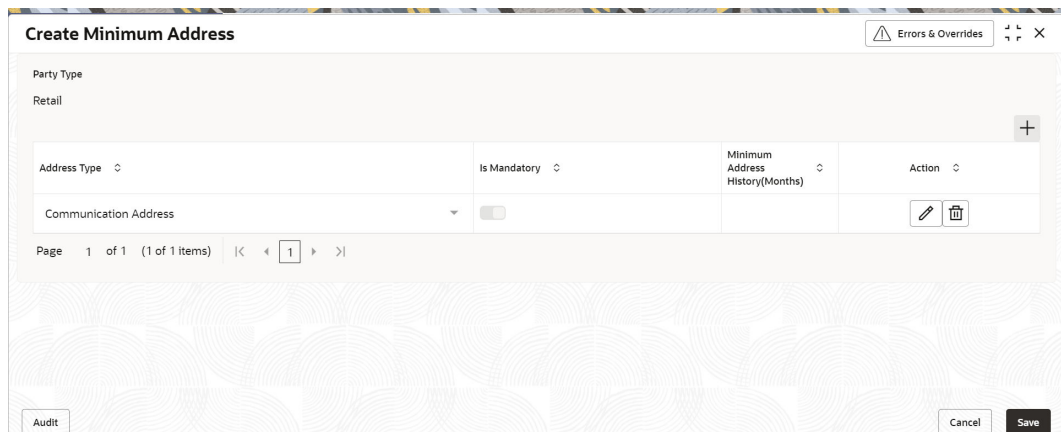 Create Minimum Address
Errors & Overrides
Party Type
Retail
Address Type
Is Mandatory
Minimum
Address
History(Months)
Action
Communication Address
Page 1 of 1 (1 of 1 items) 1
Audit
Cancel
Save